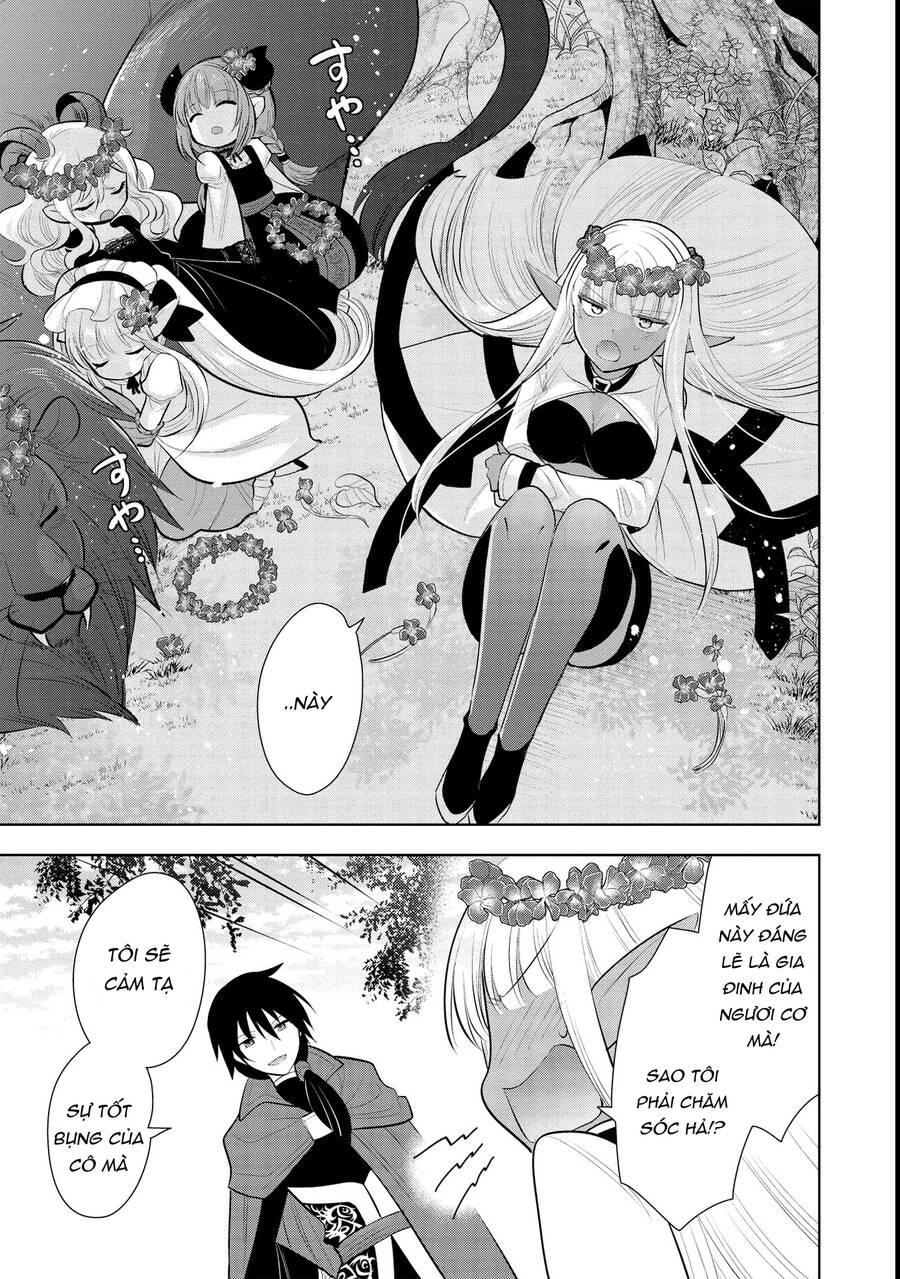 すや…
すや…
..NÀY
MẤY ĐỨA
NÀY ĐÁNG
LẼ LÀ GIA
ĐINH CỦA
NGƯƠI CƠ
MÀ!
SAO TÔI
PHẢI CHĂM
SÓC HẢ!?
TÔI SẼ
CẢM TẠ
SỰ TỐT
BỤNG CỦA
CÔ MÀ